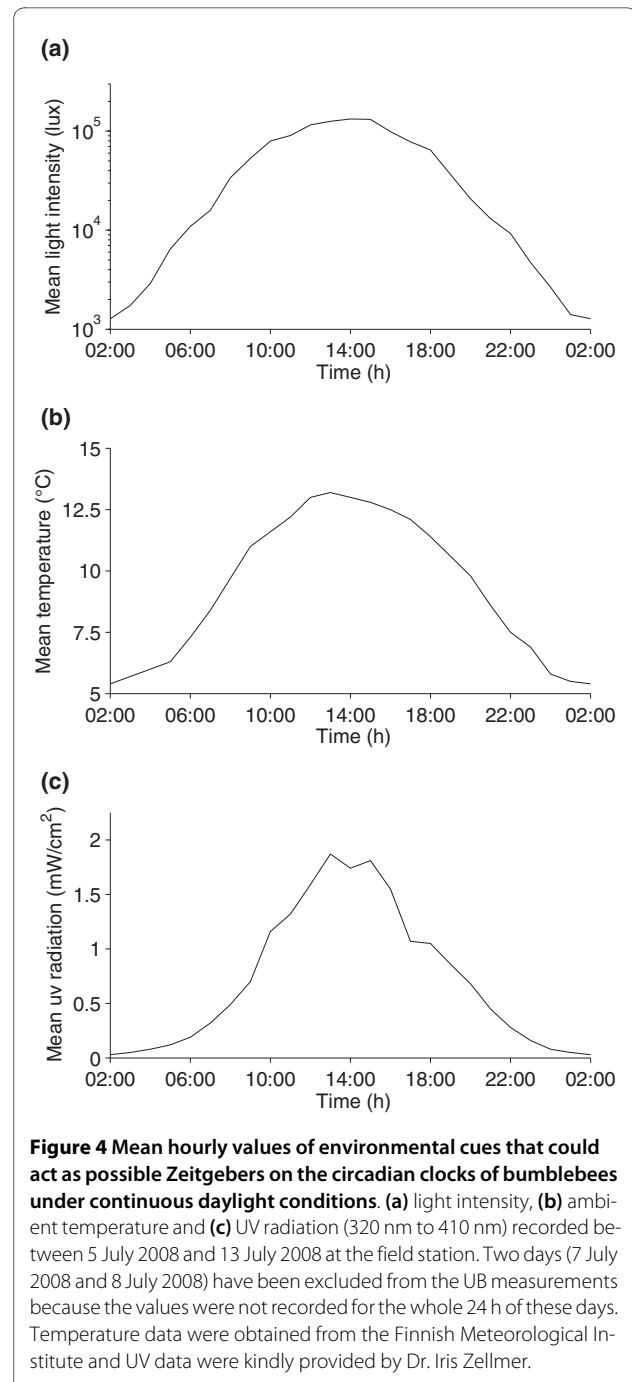 (a)
Mean light intensity (lux)
10⁵
10⁴
10³
02:00 06:00 10:00 14:00 18:00 22:00 02:00
Time (h)
(b)
Mean temperature (°C)
15
12.5
10
7.5
5
02:00 06:00 10:00 14:00 18:00 22:00 02:00
Time (h)
(c)
Mean uv radiation (mW/cm²)
2
1.5
1
0.5
0
02:00 06:00 10:00 14:00 18:00 22:00 02:00
Time (h)
Figure 4 Mean hourly values of environmental cues that could
act as possible Zeitgebers on the circadian clocks of bumblebees
under continuous daylight conditions. (a) light intensity, (b) ambi-
ent temperature and (c) UV radiation (320 nm to 410 nm) recorded be-
tween 5 July 2008 and 13 July 2008 at the field station. Two days (7 July
2008 and 8 July 2008) have been excluded from the UB measurements
because the values were not recorded for the whole 24 h of these days.
Temperature data were obtained from the Finnish Meteorological In-
stitute and UV data were kindly provided by Dr. Iris Zellmer.